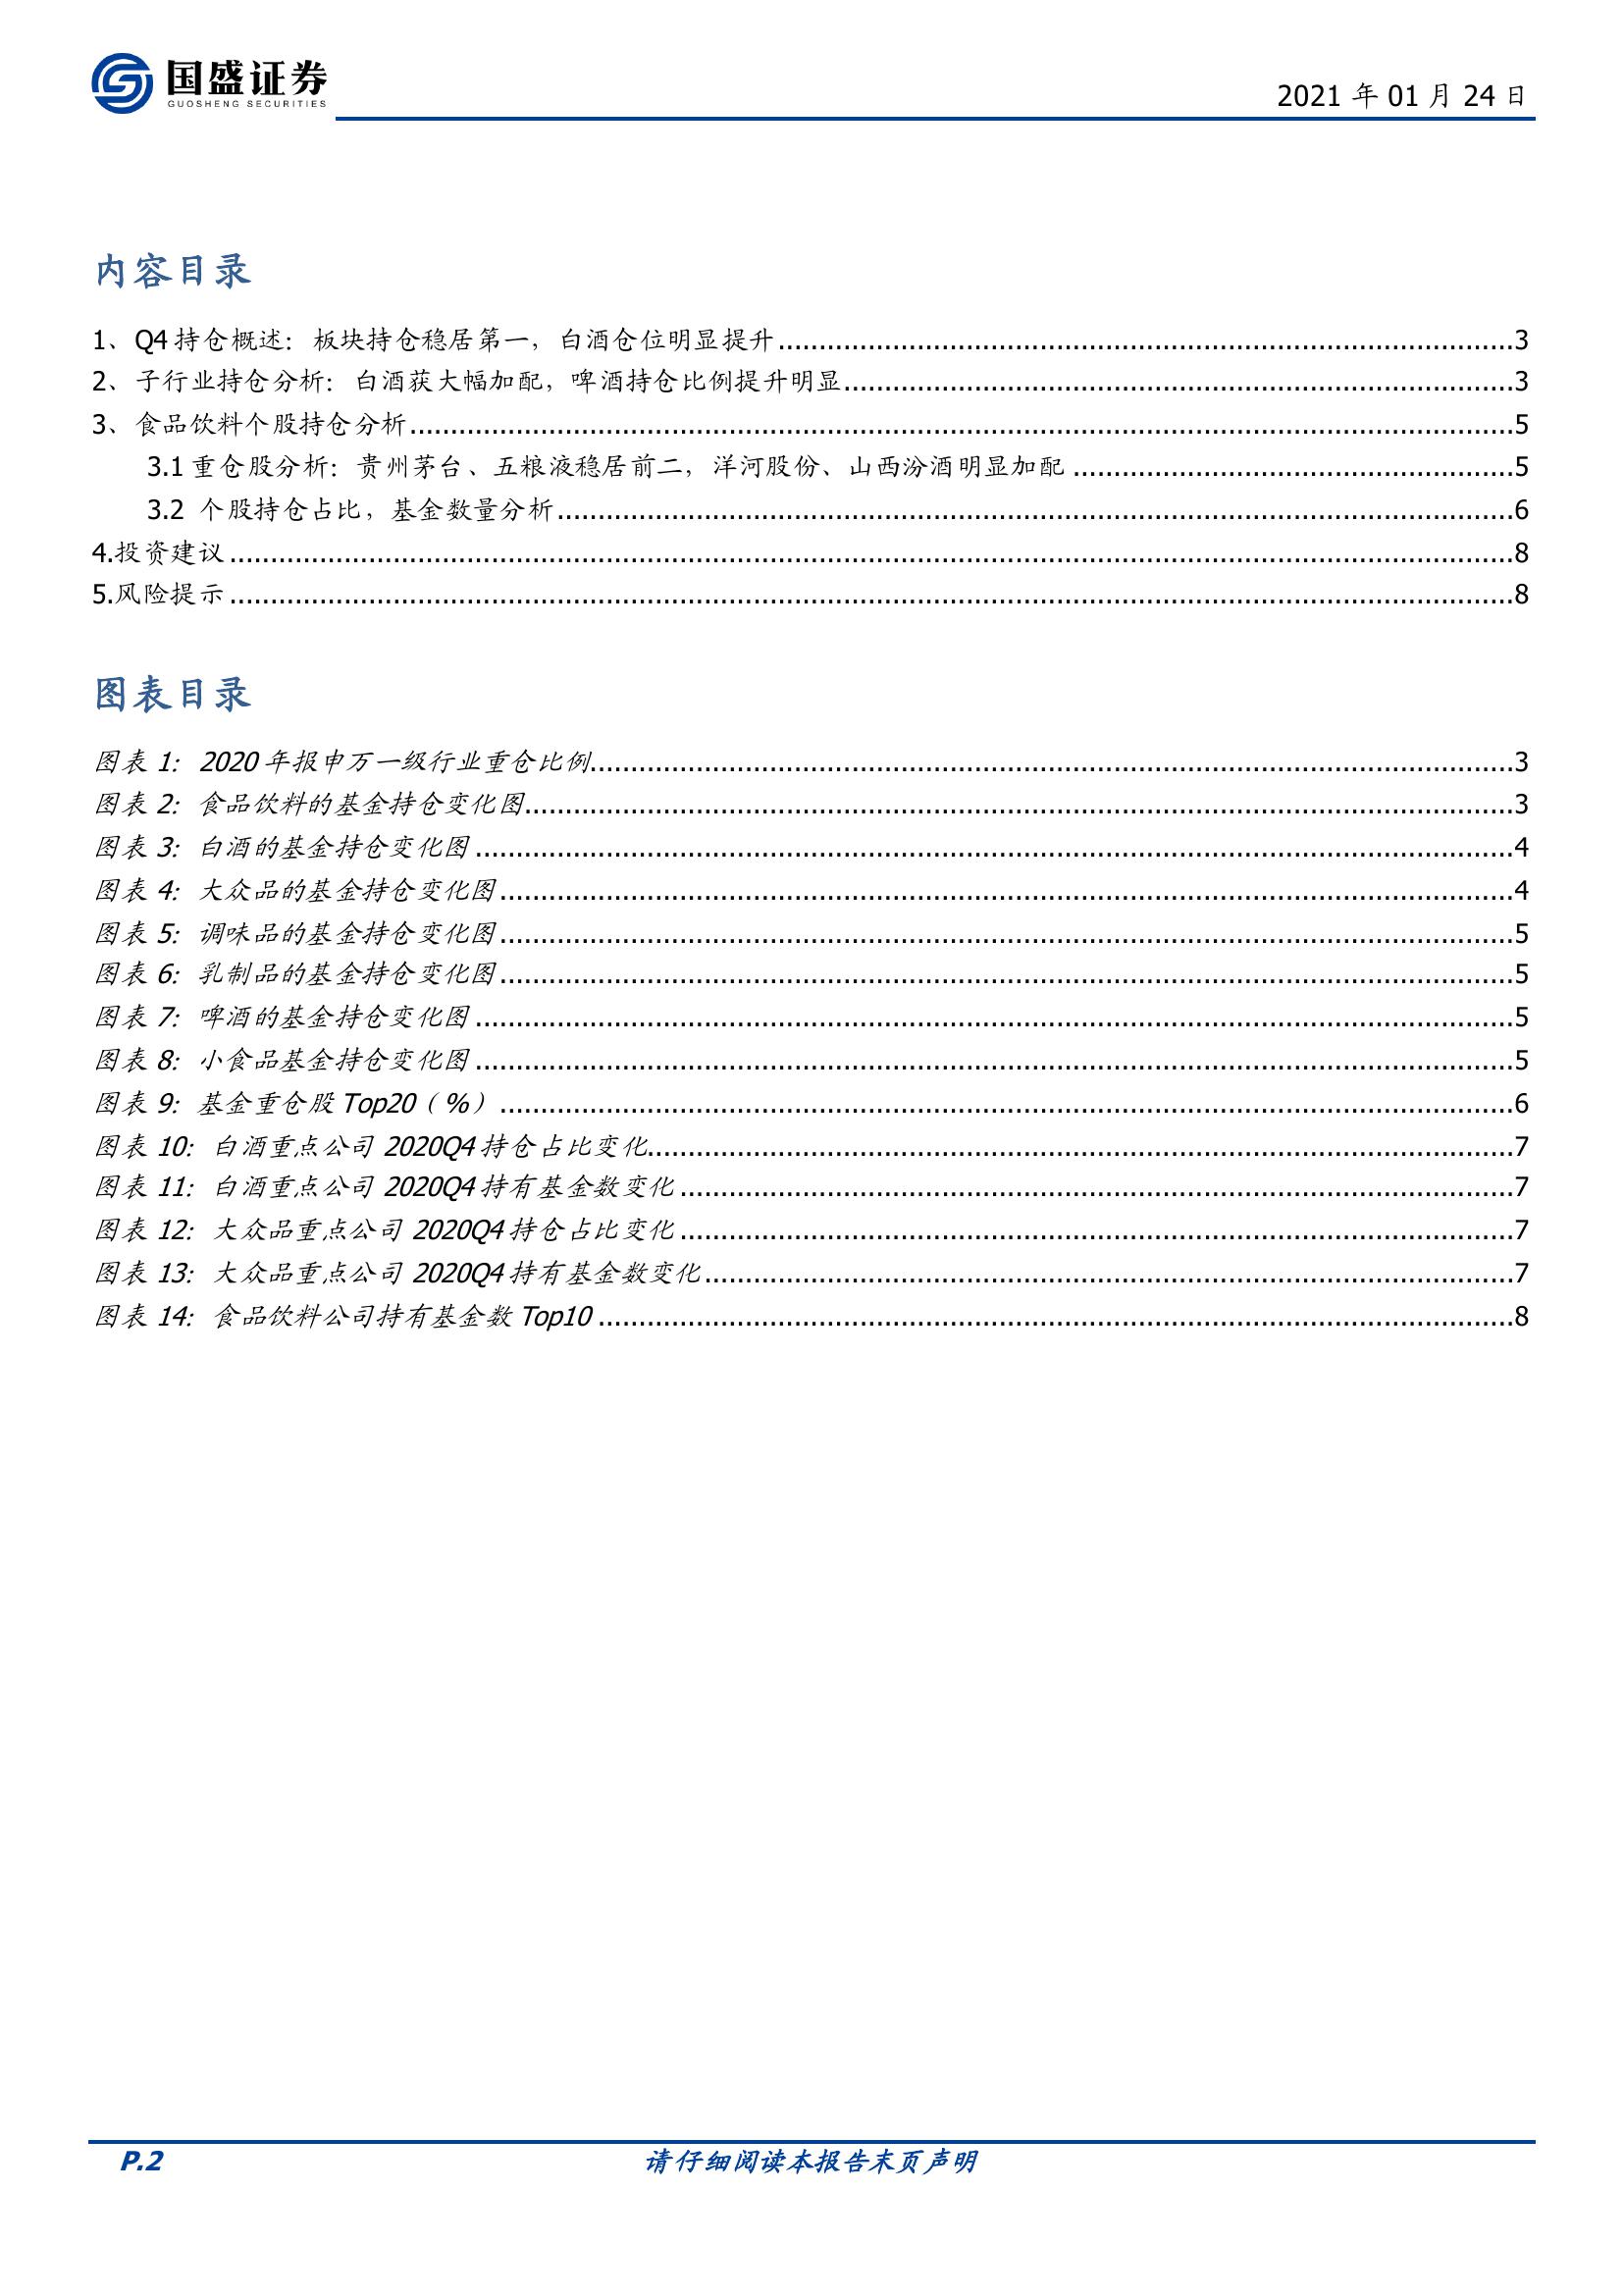 国盛证券
GUOSHENG SECURITIES
2021 年 01 月 24 日
内容目录
1、Q4 持仓概述：板块持仓稳居第一，白酒仓位明显提升......3
2、子行业持仓分析：白酒获大幅加配，啤酒持仓比例提升明显......3
3、食品饮料个股持仓分析......5
3.1 重仓股分析：贵州茅台、五粮液稳居前二，洋河股份、山西汾酒明显加配......5
3.2 个股持仓占比，基金数量分析......6
4.投资建议......8
5.风险提示......8
图表目录
图表 1：2020 年报申万一级行业重仓比例......3
图表 2：食品饮料的基金持仓变化图......3
图表 3：白酒的基金持仓变化图......4
图表 4：大众品的基金持仓变化图......4
图表 5：调味品的基金持仓变化图......5
图表 6：乳制品的基金持仓变化图......5
图表 7：啤酒的基金持仓变化图......5
图表 8：小食品基金持仓变化图......5
图表 9：基金重仓股 Top20（%）......6
图表 10：白酒重点公司 2020Q4 持仓占比变化......7
图表 11：白酒重点公司 2020Q4 持有基金数变化......7
图表 12：大众品重点公司 2020Q4 持仓占比变化......7
图表 13：大众品重点公司 2020Q4 持有基金数变化......7
图表 14：食品饮料公司持有基金数 Top10......8
P.2
请仔细阅读本报告末页声明